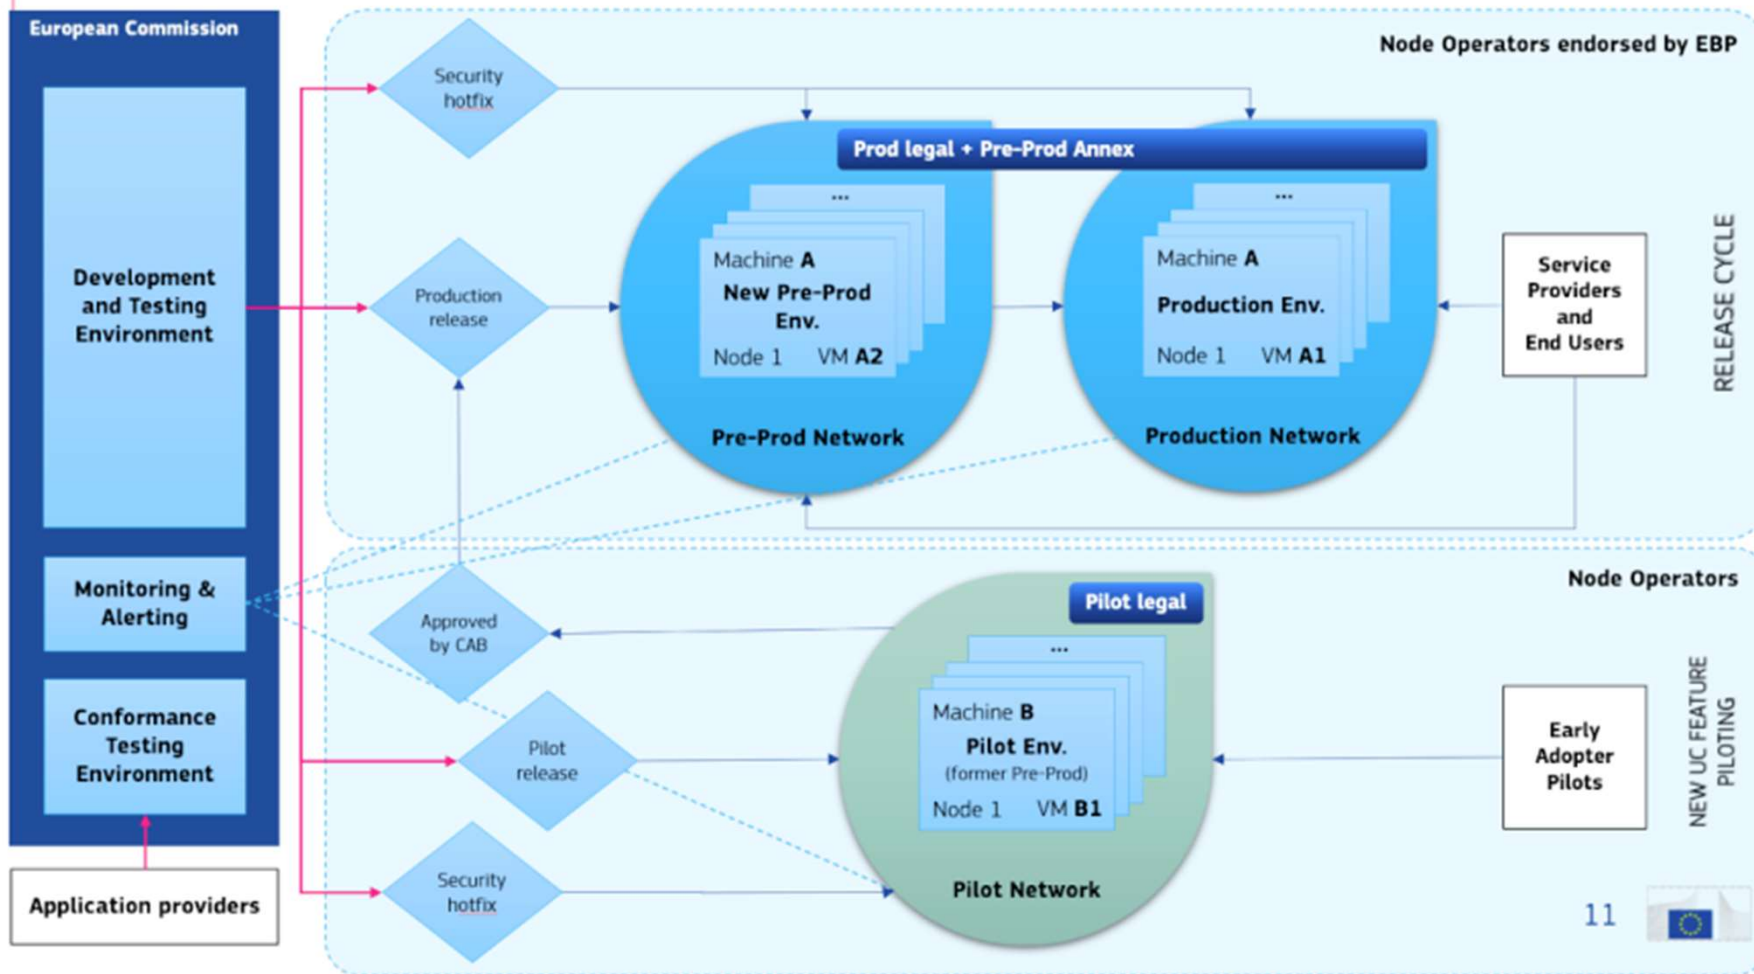 European Commission
Development
and Testing
Environment
Monitoring &
Alerting
Conformance
Testing
Environment
Application providers
Node Operators endorsed by EBP
Security
hotfix
Prod legal + Pre-Prod Annex
Production
release
...
Machine A
New Pre-Prod
Env.
Node 1 VM A2
Pre-Prod Network
...
Machine A
Production Env.
Node 1 VM A1
Production Network
Service
Providers
and
End Users
RELEASE CYCLE
Node Operators
Approved
by CAB
Pilot
release
Security
hotfix
Pilot legal
...
Machine B
Pilot Env.
(former Pre-Prod)
Node 1 VM B1
Pilot Network
Early
Adopter
Pilots
NEW UC FEATURE
PILOTING
11